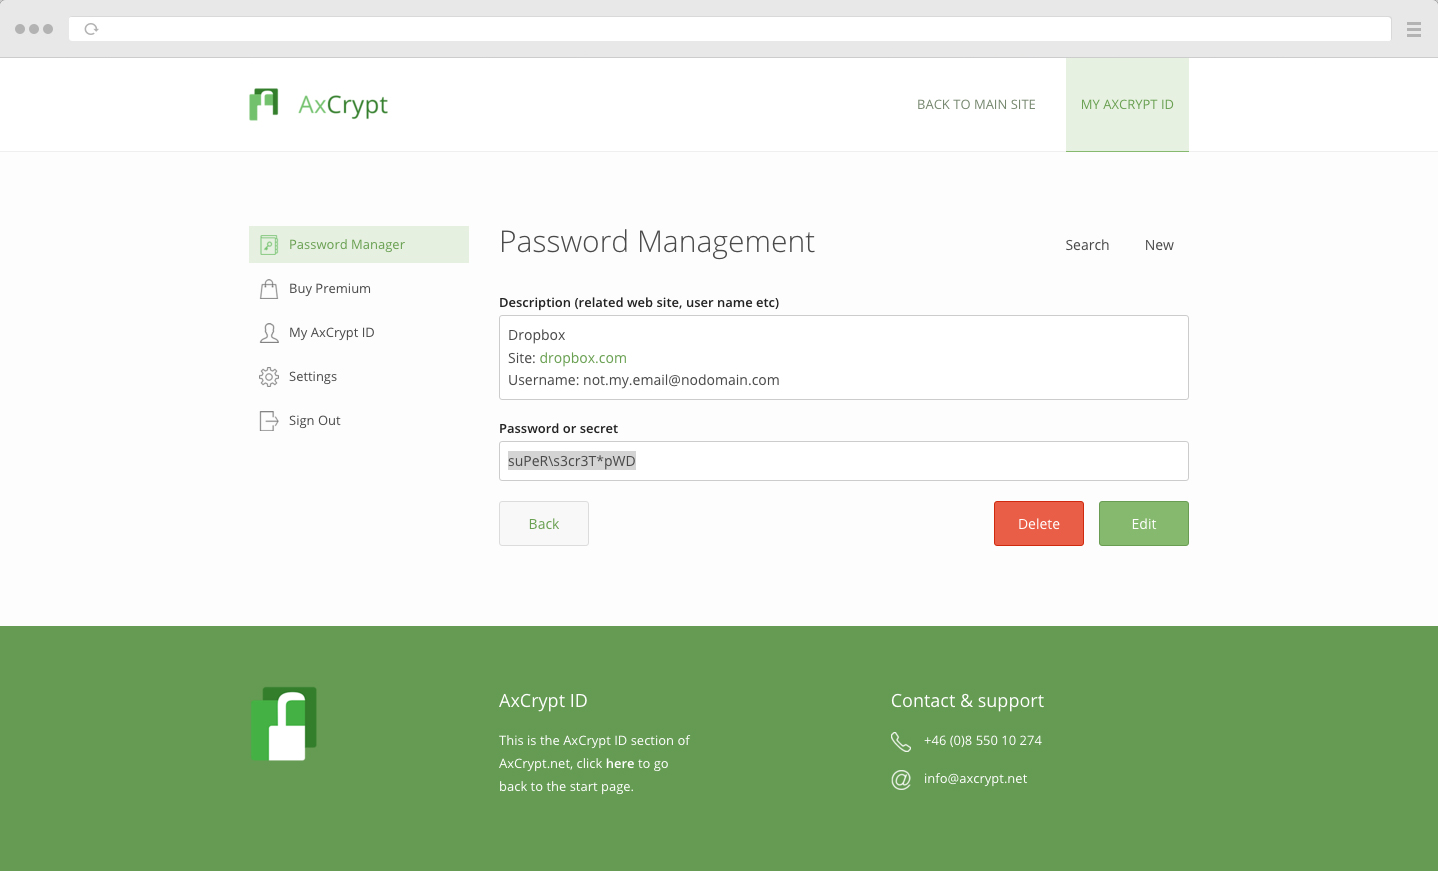 AxCrypt
BACK TO MAIN SITE
MY AXCRYPT ID
Password Manager
Buy Premium
My AxCrypt ID
Settings
Sign Out
Password Management
Search
New
Description (related web site, user name etc)
Dropbox
Site: dropbox.com
Username: not.my.email@nodomain.com
Password or secret
suPeR\s3cr3T*pWD
Back
Delete
Edit
AxCrypt ID
This is the AxCrypt ID section of
AxCrypt.net, click here to go
back to the start page.
Contact & support
+46 (0)8 550 10 274
info@axcrypt.net